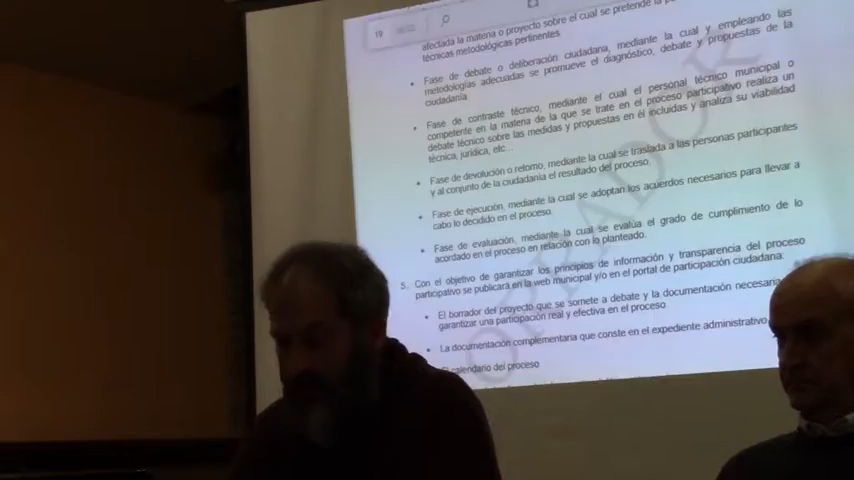 19
afectada la materia o proyecto sobre el cual se pretende la
técnicas metodológicas pertinentes.
• Fase de debate o deliberación ciudadana, mediante la cual y empleando las
metodologías adecuadas se promueve el diagnóstico, debate y propuestas de la
ciudadanía.
• Fase de contraste técnico, mediante el cual el personal técnico municipal o
competente en la materia de la que se trate en el proceso participativo realiza un
debate técnico sobre las medidas y propuestas en él incluidas y analiza su viabilidad
técnica, jurídica, etc...
• Fase de devolución o retorno, mediante la cual se traslada a las personas participantes
y al conjunto de la ciudadanía el resultado del proceso.
• Fase de ejecución, mediante la cual se adoptan los acuerdos necesarios para llevar a
cabo lo decidido en el proceso.
• Fase de evaluación, mediante la cual se evalúa el grado de cumplimiento de lo
acordado en el proceso en relación con lo planteado.
5. Con el objetivo de garantizar los principios de información y transparencia del proceso
participativo se publicará en la web municipal y/o en el portal de participación ciudadana:
• El borrador del proyecto que se somete a debate y la documentación necesaria
garantizar una participación real y efectiva en el proceso.
• La documentación complementaria que conste en el expediente administrativo.
El calendario del proceso